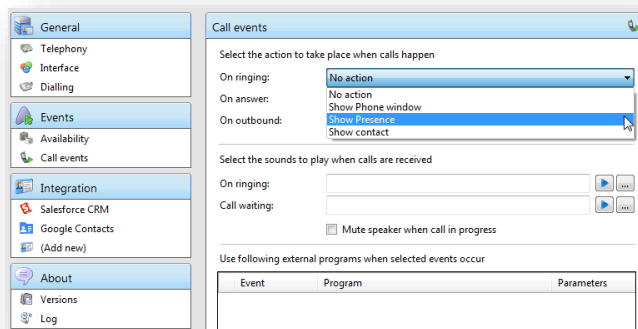 General
Telephony
Interface
Dialling
Events
Availability
Call events
Integration
Salesforce CRM
Google Contacts
(Add new)
About
Versions
Log
Call events
Select the action to take place when calls happen
On ringing: No action
No action
On answer:
Show Phone window
On outbound: Show Presence
Show contact
Select the sounds to play when calls are received
On ringing: ...
Call waiting: ...
Mute speaker when call in progress
Use following external programs when selected events occur
Event Program Parameters